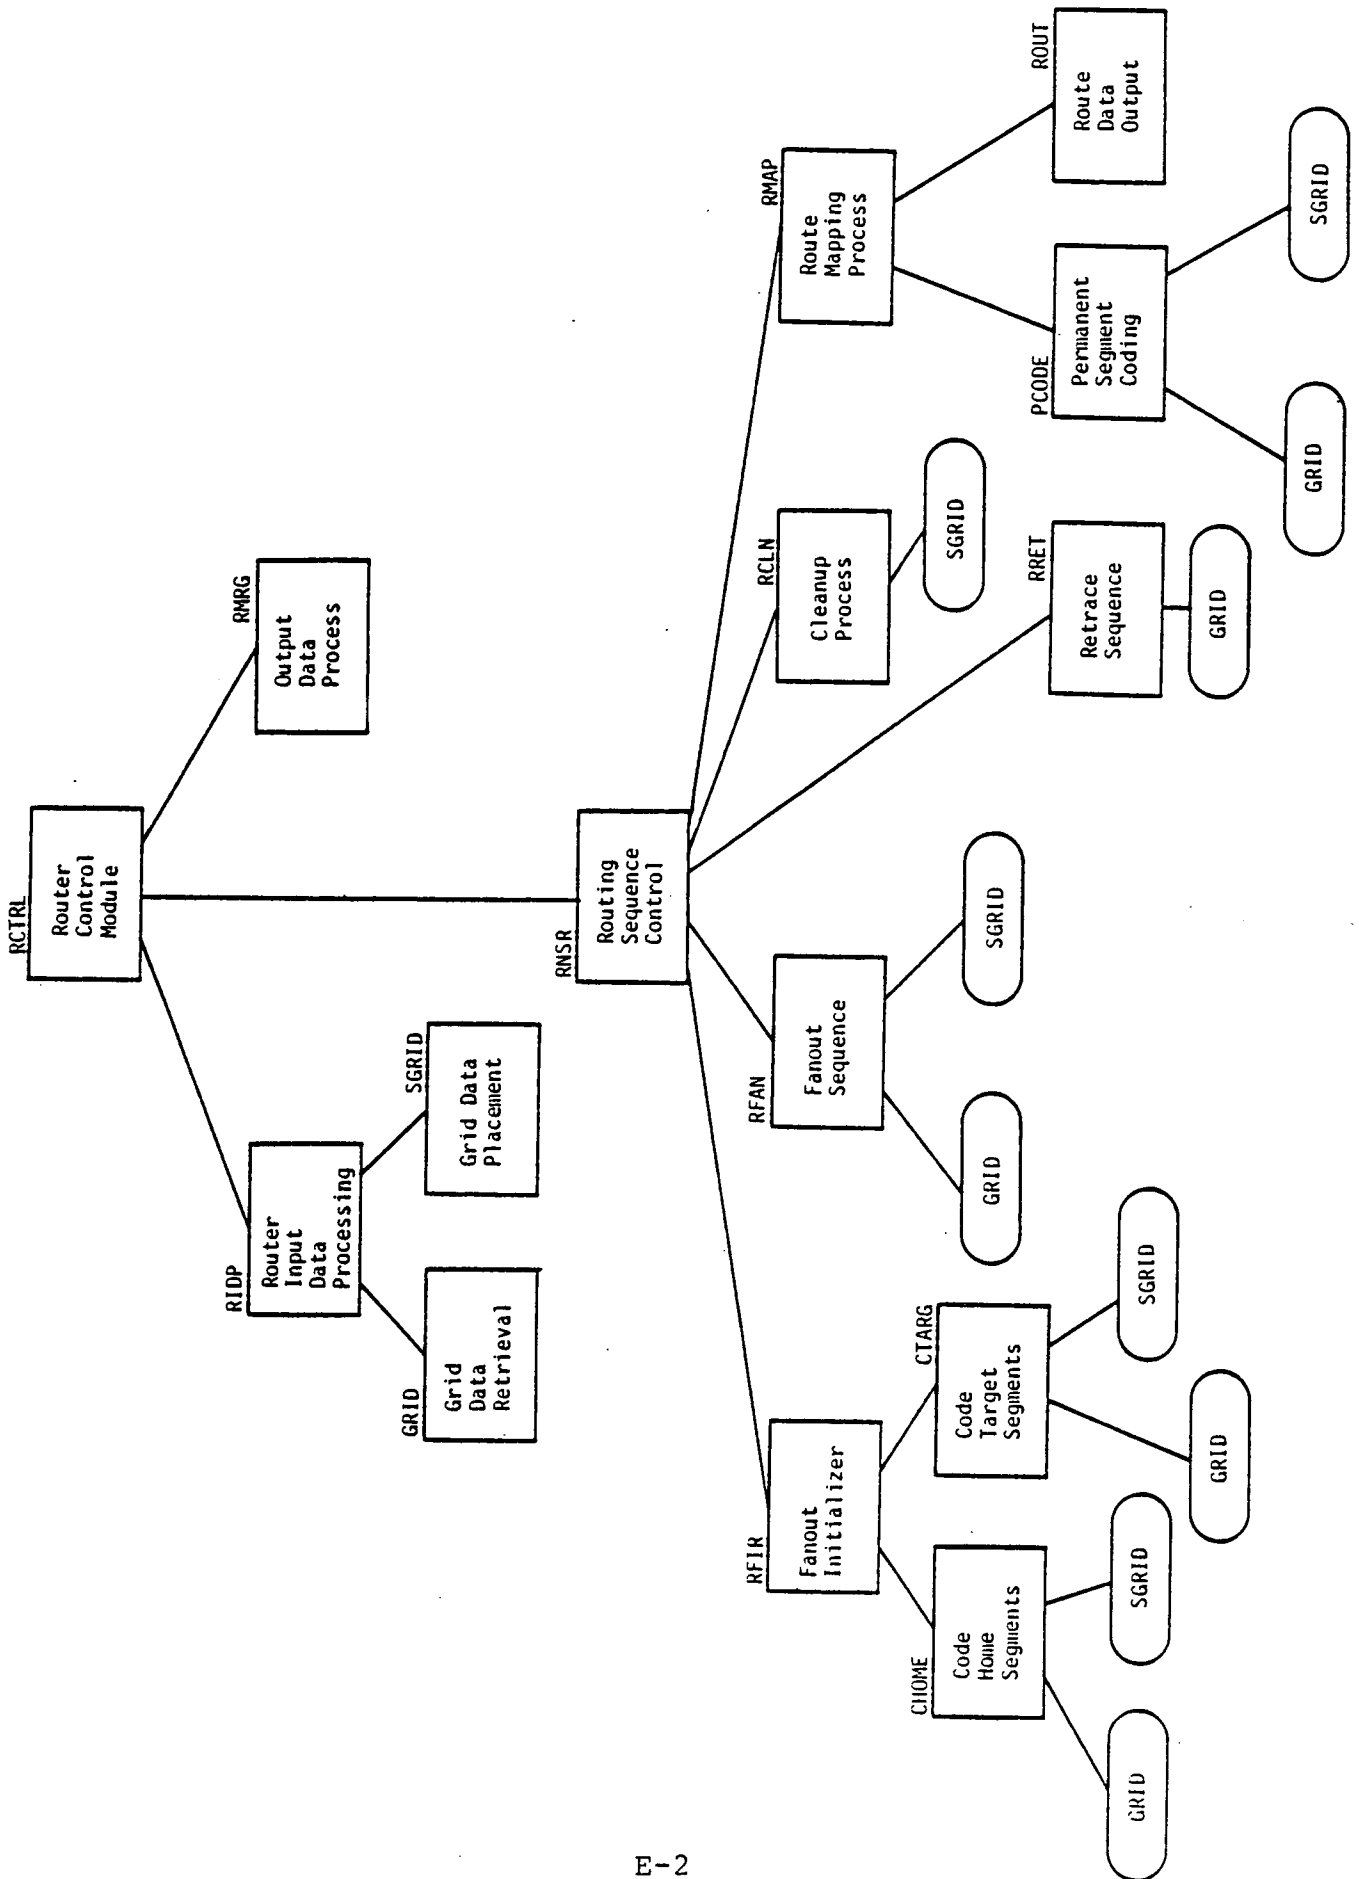 RCTRL
Router
Control
Module
RIDP
Router
Input
Data
Processing
RMRG
Output
Data
Process
GRID
Grid
Data
Retrieval
SGRID
Grid Data
Placement
RNSR
Routing
Sequence
Control
RFIR
Fanout
Initializer
RFAN
Fanout
Sequence
RCLN
Cleanup
Process
RMAP
Route
Mapping
Process
CHOME
Code
Home
Segments
CTARG
Code
Target
Segments
GRID
SGRID
SGRID
RRET
Retrace
Sequence
PCODE
Permanent
Segment
Coding
ROUT
Route
Data
Output
GRID
SGRID
GRID
SGRID
GRID
GRID
SGRID
E-2